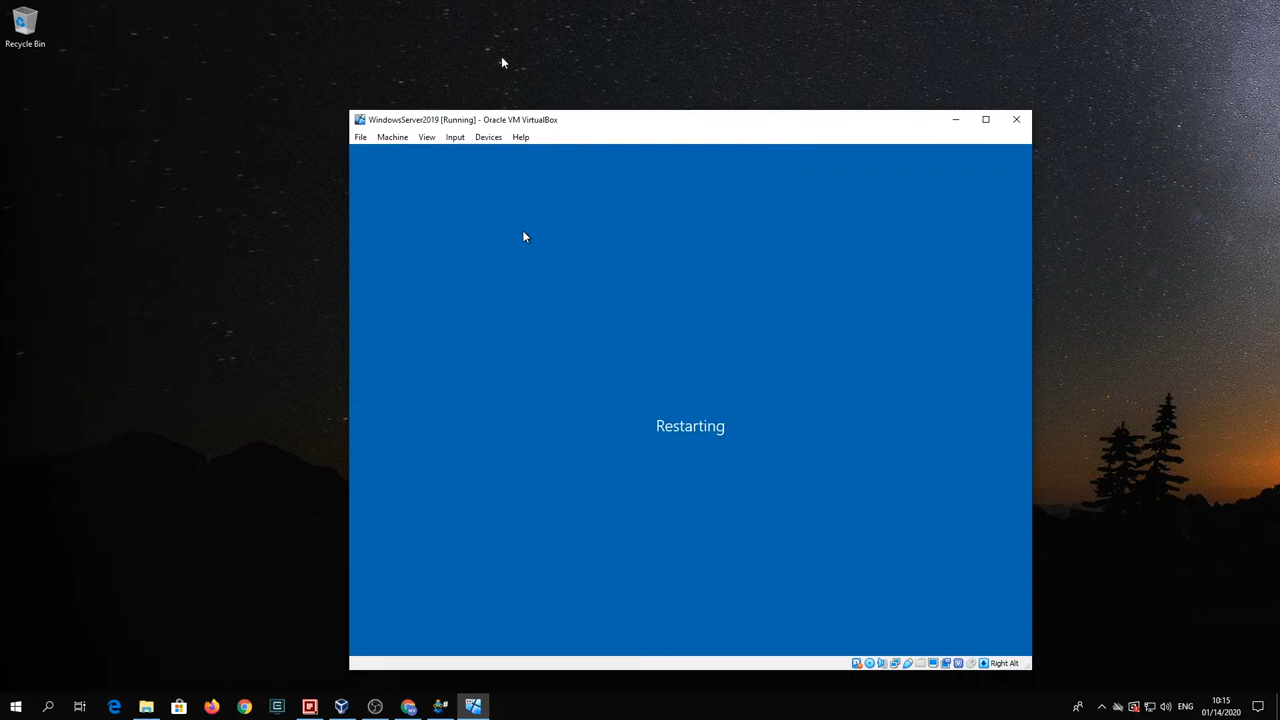 Recycle Bin
WindowsServer2019 [Running] - Oracle VM VirtualBox
File Machine View Input Devices Help
Restarting
Right Alt
ENG
10:15
01/14/2020